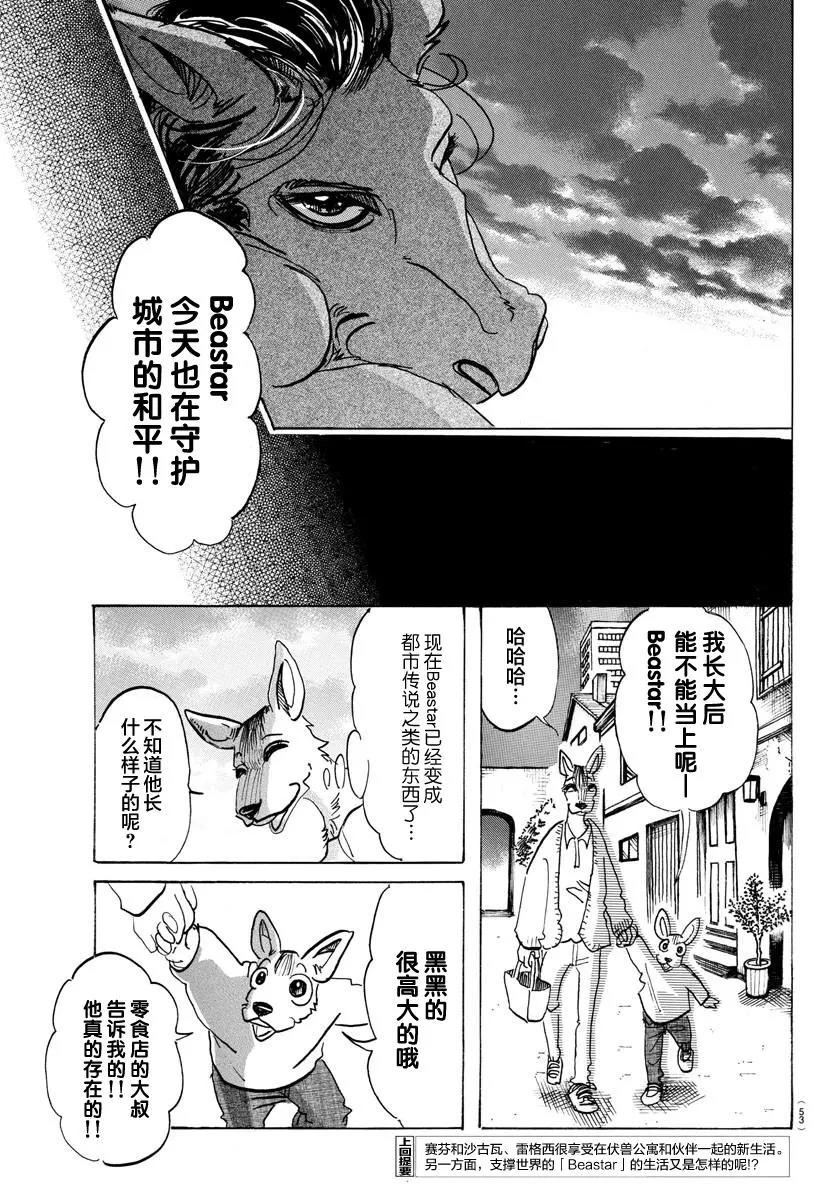 Beastar
今天也在守护
城市的和平!!
我长大后
能不能当上呢—
Beastar!!
哈哈哈…
现在Beastar已经变成
都市传说之类的东西了…
不知道他长
什么样子的呢?
黑黑的
很高大的哦
零食店的大叔
告诉我的!!
他真的存在的!!
(53)
上回提要
赛芬和沙古瓦、雷格西很享受在伏兽公寓和伙伴一起的新生活。
另一方面，支撑世界的「Beastar」的生活又是怎样的呢!?